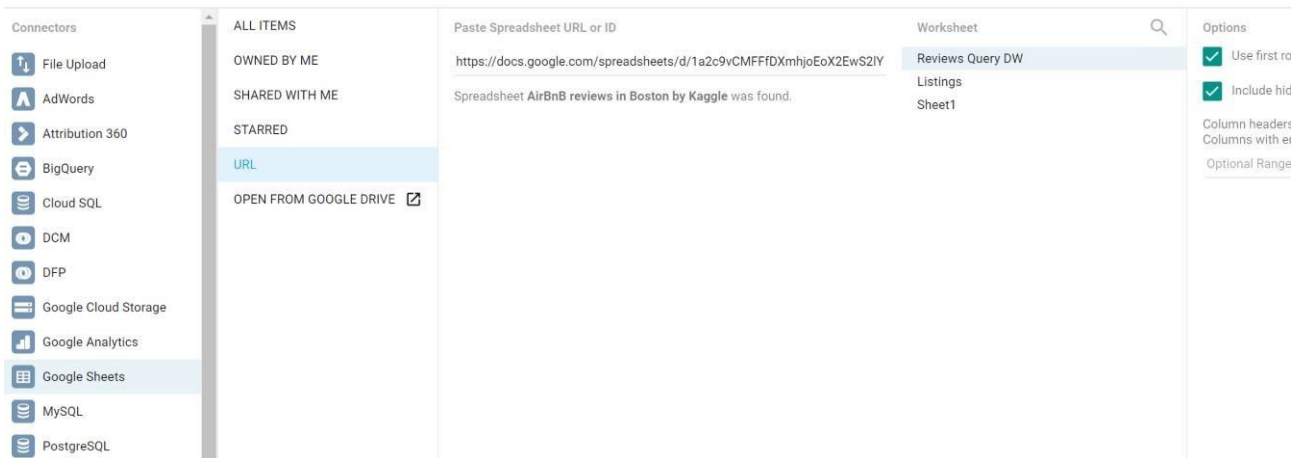 Connectors
File Upload
AdWords
Attribution 360
BigQuery
Cloud SQL
DCM
DFP
Google Cloud Storage
Google Analytics
Google Sheets
MySQL
PostgreSQL
ALL ITEMS
OWNED BY ME
SHARED WITH ME
STARRED
URL
OPEN FROM GOOGLE DRIVE
Paste Spreadsheet URL or ID
https://docs.google.com/spreadsheets/d/1a2c9vCMFFfDXmhjoEoX2EwS2lY
Spreadsheet AirBnB reviews in Boston by Kaggle was found.
Worksheet
Reviews Query DW
Listings
Sheet1
Options
Use first ro
Include hid
Column headers
Columns with e
Optional Range